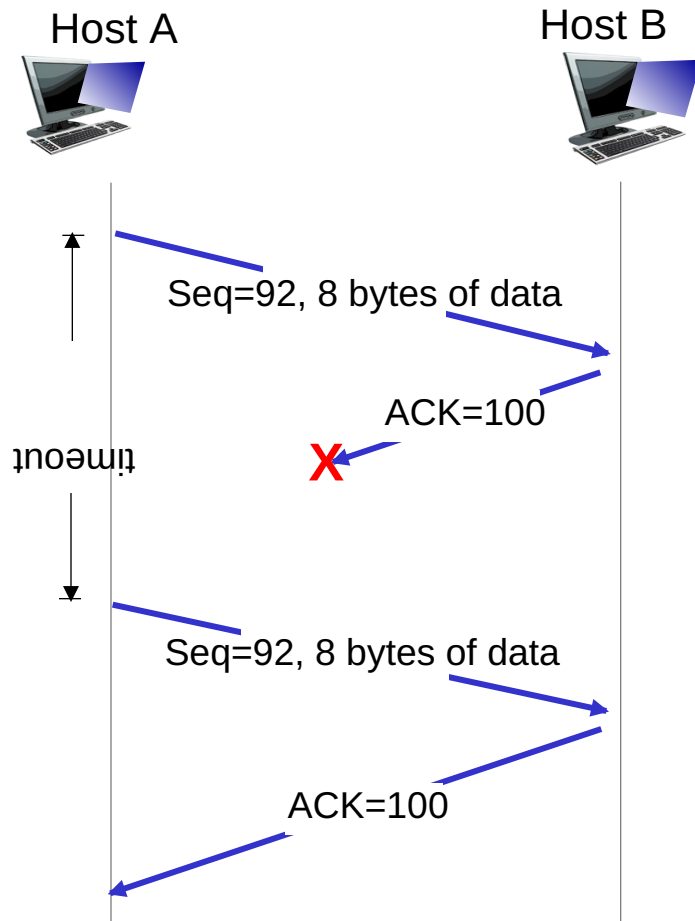 Host A
Host B
Seq=92, 8 bytes of data
ACK=100
X
timeout
Seq=92, 8 bytes of data
ACK=100